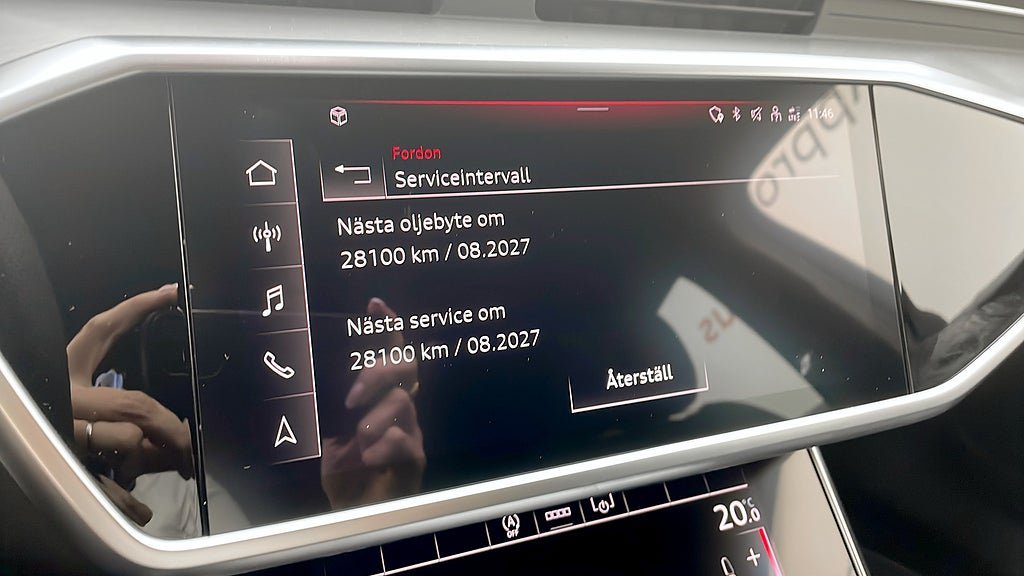 11:46
Fordon
Serviceintervall
Nästa oljebyte om
28100 km / 08.2027
Nästa service om
28100 km / 08.2027
Återställ
A
OFF
20.0 °C
+